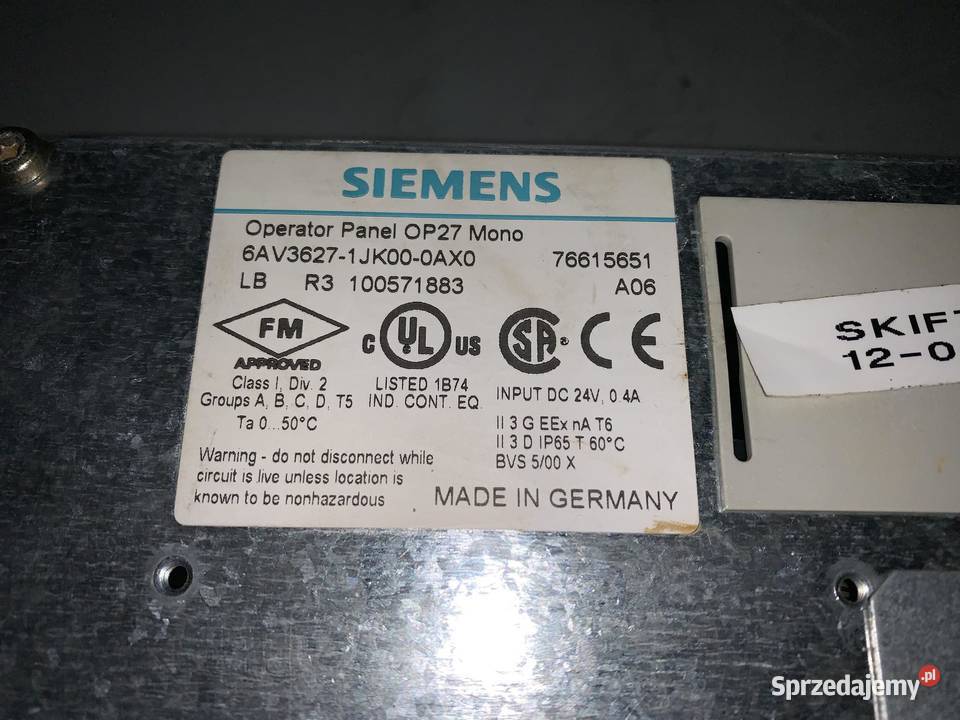 SIEMENS
Operator Panel OP27 Mono
6AV3627-1JK00-0AX0 76615651
LB R3 100571883 A06
FM
APPROVED
C UL US
SA
CE
Class I, Div. 2
Groups A, B, C, D, T5
Ta 0...50°C
LISTED 1B74
IND. CONT. EQ.
INPUT DC 24V, 0.4A
II 3 G EEx nA T6
II 3 D IP65 T 60°C
BVS 5/00 X
Warning - do not disconnect while
circuit is live unless location is
known to be nonhazardous
MADE IN GERMANY
Sprzedajemy.pl